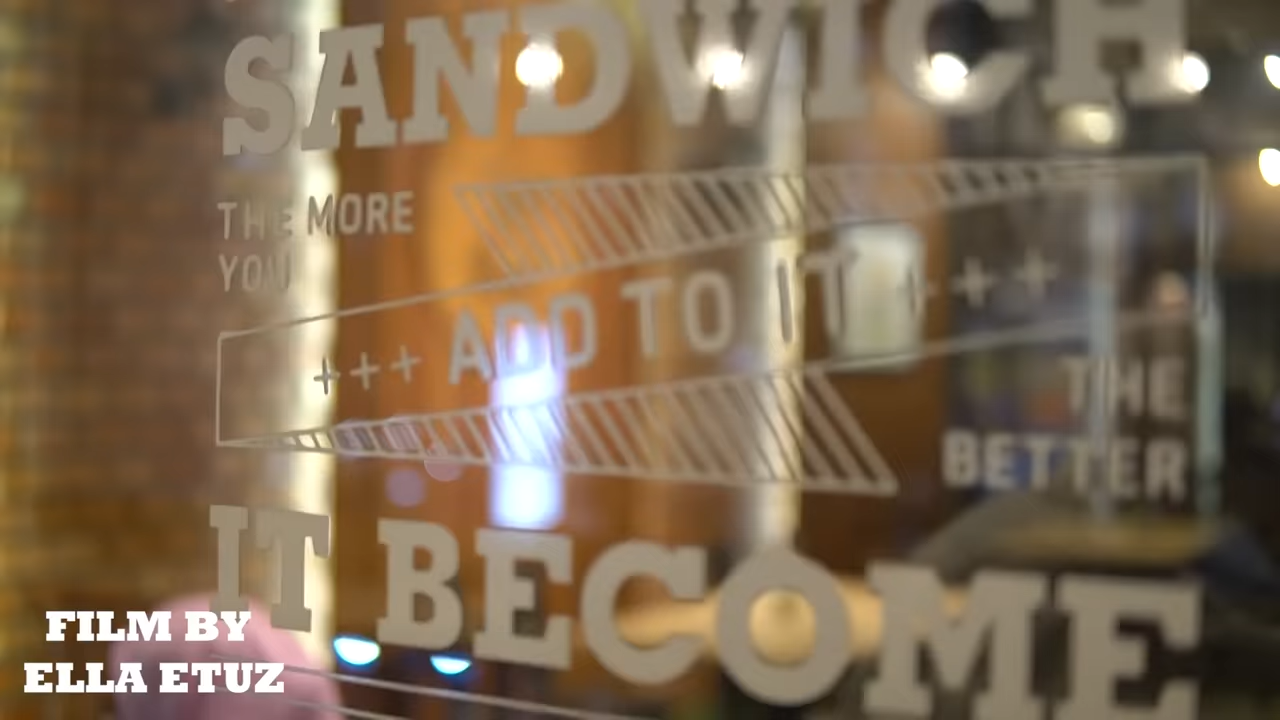 SANDWICH
THE MORE
YOU
+++ ADD TO IT +++
THE
BETTER
IT BECOME
FILM BY
ELLA ETUZ